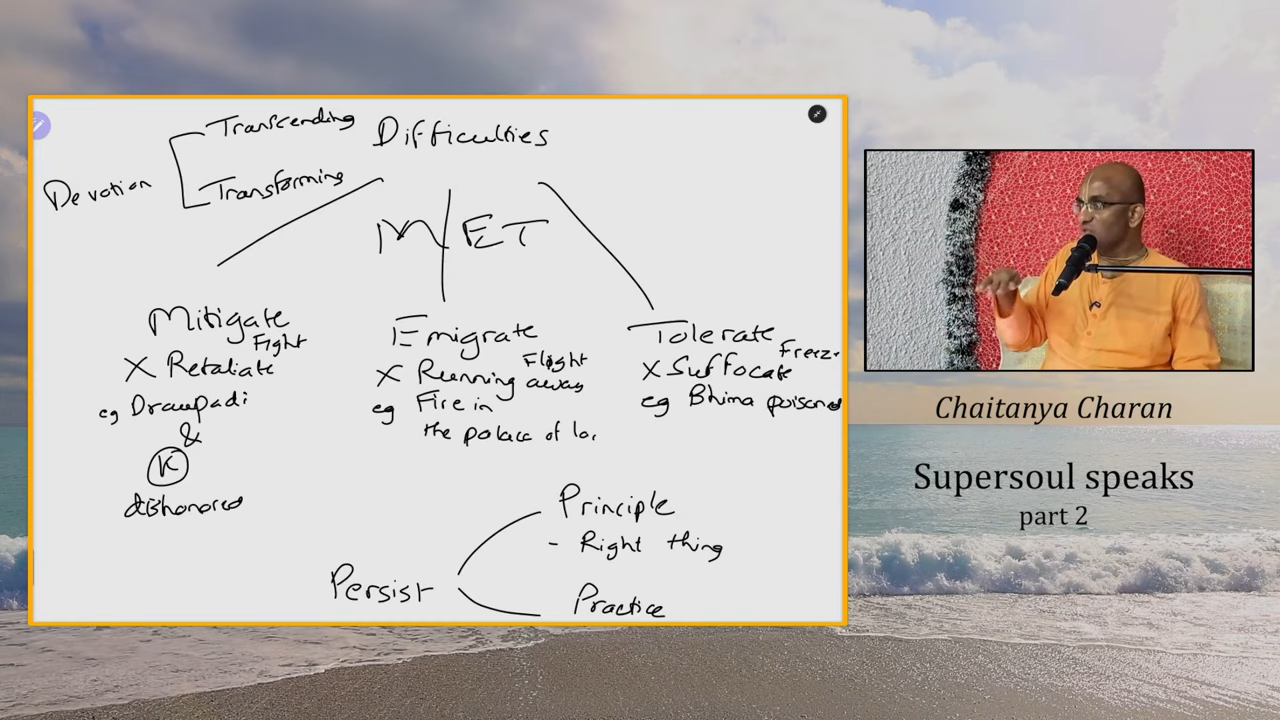 Transcending
Difficulties
Devotion
Transforming
MET
Mitigate
Fight
X Retaliate
eg Draupadi
&
K
dishonored
Emigrate
Flight
X Running away
eg Fire in
the palace of lac
Tolerate
Freeze
X Suffocate
eg Bhima poisoned
Principle
- Right thing
Persist
Practice
Chaitanya Charan
Supersoul speaks
part 2